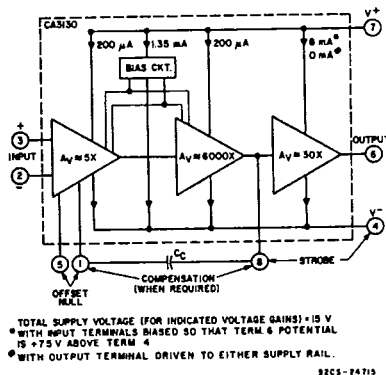 CA3130
V+
7
200 µA
1.35 mA
200 µA
8 mA*
0 mA⊕
BIAS CKT.
+
3
INPUT
2
−
AV ≈ 5X
AV ≈ 6000X
AV ≈ 30X
OUTPUT
6
V−
4
CC
5
1
8
STROBE
OFFSET
NULL
COMPENSATION
(WHEN REQUIRED)
TOTAL SUPPLY VOLTAGE (FOR INDICATED VOLTAGE GAINS) = 15 V
* WITH INPUT TERMINALS BIASED SO THAT TERM. 6 POTENTIAL
IS +7.5 V ABOVE TERM. 4
⊕ WITH OUTPUT TERMINAL DRIVEN TO EITHER SUPPLY RAIL.
92CS-24715